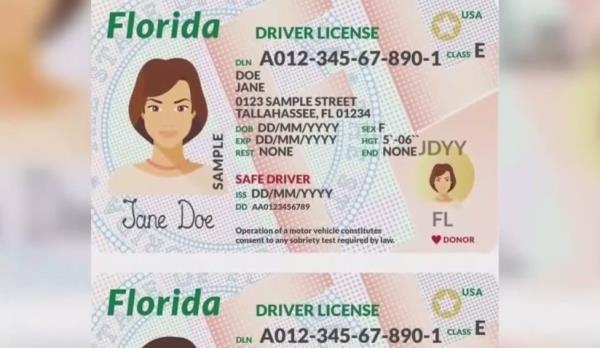 Florida
DRIVER LICENSE
USA
DLN A012-345-67-890-1 CLASS E
DOE
JANE
0123 SAMPLE STREET
TALLAHASSEE, FL 01234
DOB DD/MM/YYYY SEX F
EXP DD/MM/YYYY HGT 5'-06``
REST NONE END NONE
JDYY
SAMPLE
SAFE DRIVER
ISS DD/MM/YYYY
DD AA0123456789
FL
Jane Doe
Operation of a motor vehicle constitutes
consent to any sobriety test required by law.
DONOR
Florida
DRIVER LICENSE
USA
DLN A012-345-67-890-1 CLASS E